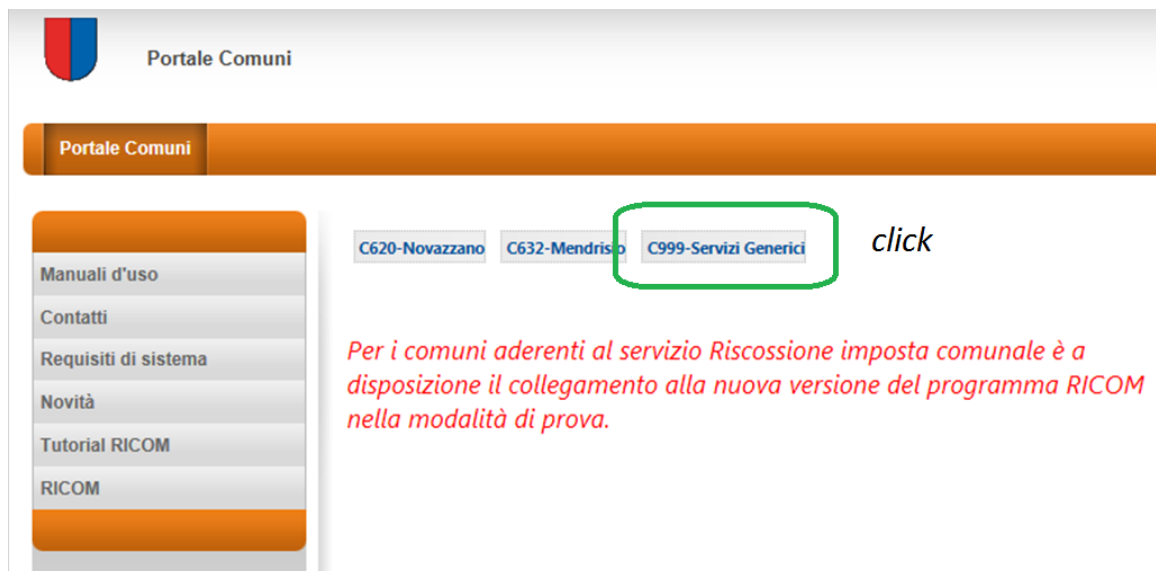 Portale Comuni
Portale Comuni
Manuali d'uso
Contatti
Requisiti di sistema
Novità
Tutorial RICOM
RICOM
C620-Novazzano C632-Mendrisio C999-Servizi Generici click
Per i comuni aderenti al servizio Riscossione imposta comunale è a
disposizione il collegamento alla nuova versione del programma RICOM
nella modalità di prova.